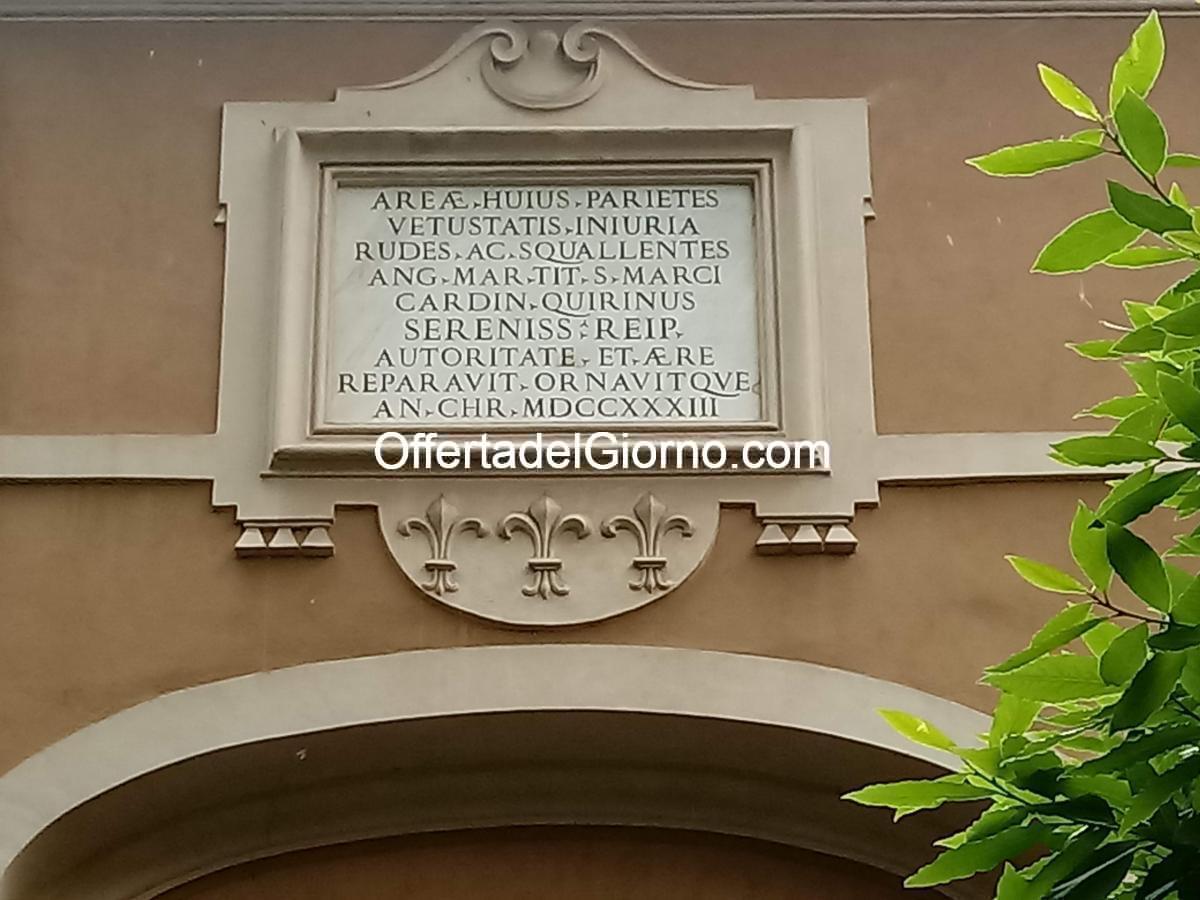 AREÆ HUIUS PARIETES
VETUSTATIS INIURIA
RUDES AC SQUALLENTES
ANG MAR TIT S MARCI
CARDIN QUIRINUS
SERENISS REIP
AUTORITATE ET ÆRE
REPARAVIT ORNAVITQVE
AN CHR MDCCXXXIII
OffertadelGiorno.com